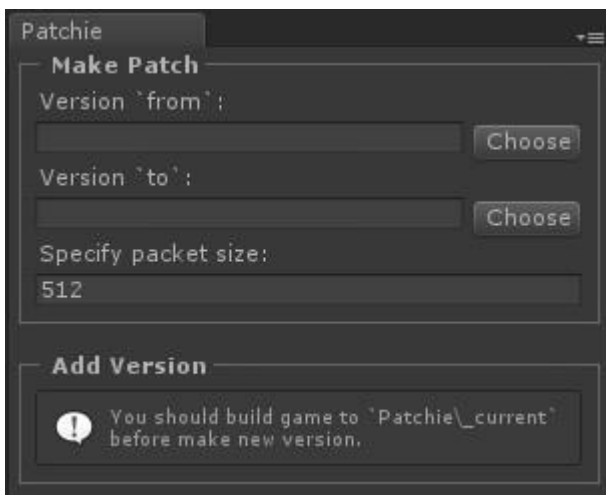 Patchie
Make Patch
Version `from`:
Choose
Version `to`:
Choose
Specify packet size:
512
Add Version
You should build game to `Patchie\_current`
before make new version.